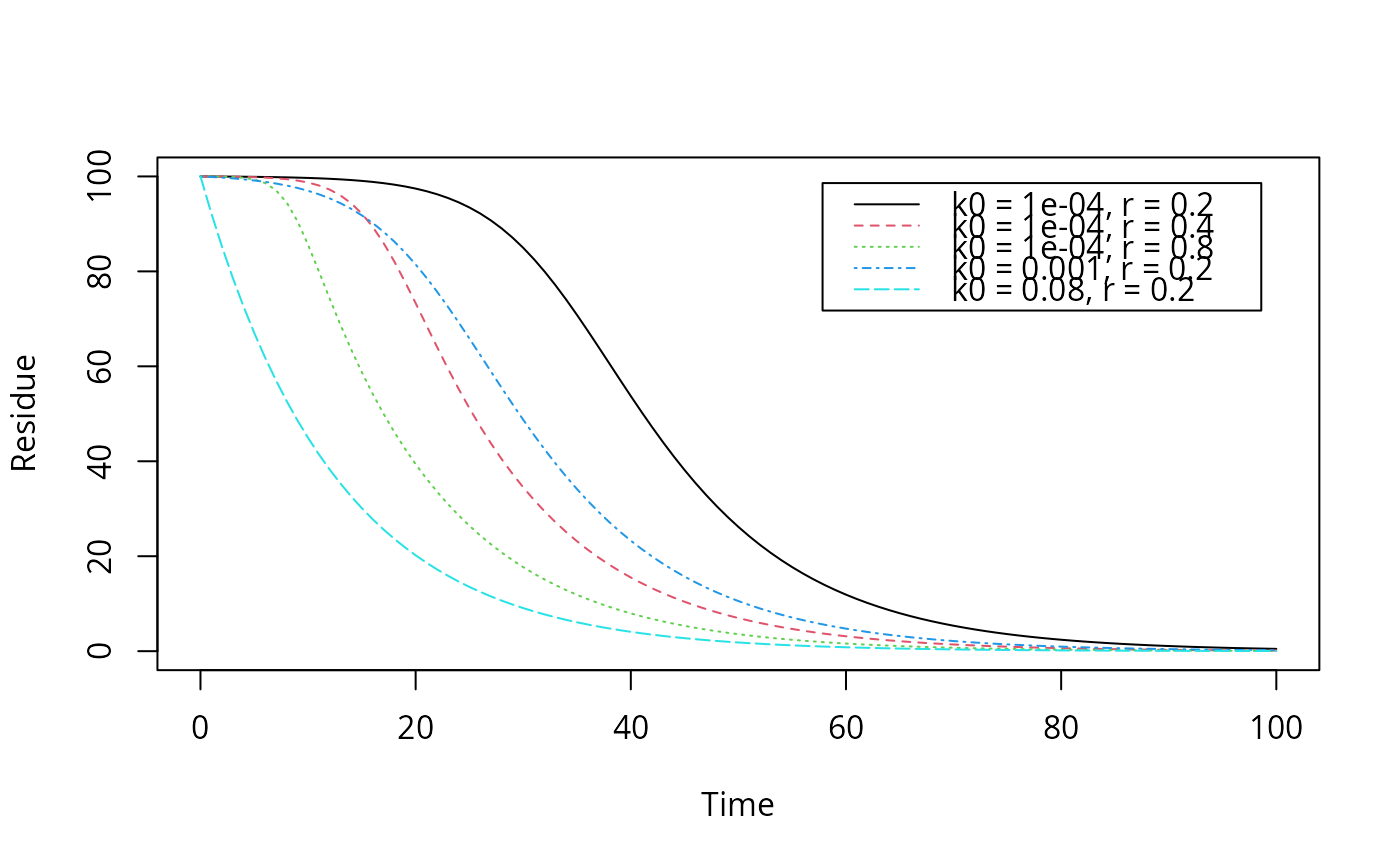 k0 = 1e-04, r = 0.2
k0 = 1e-04, r = 0.4
k0 = 1e-04, r = 0.8
k0 = 0.001, r = 0.2
k0 = 0.08, r = 0.2
100
80
60
40
20
0
Residue
0 20 40 60 80 100
Time